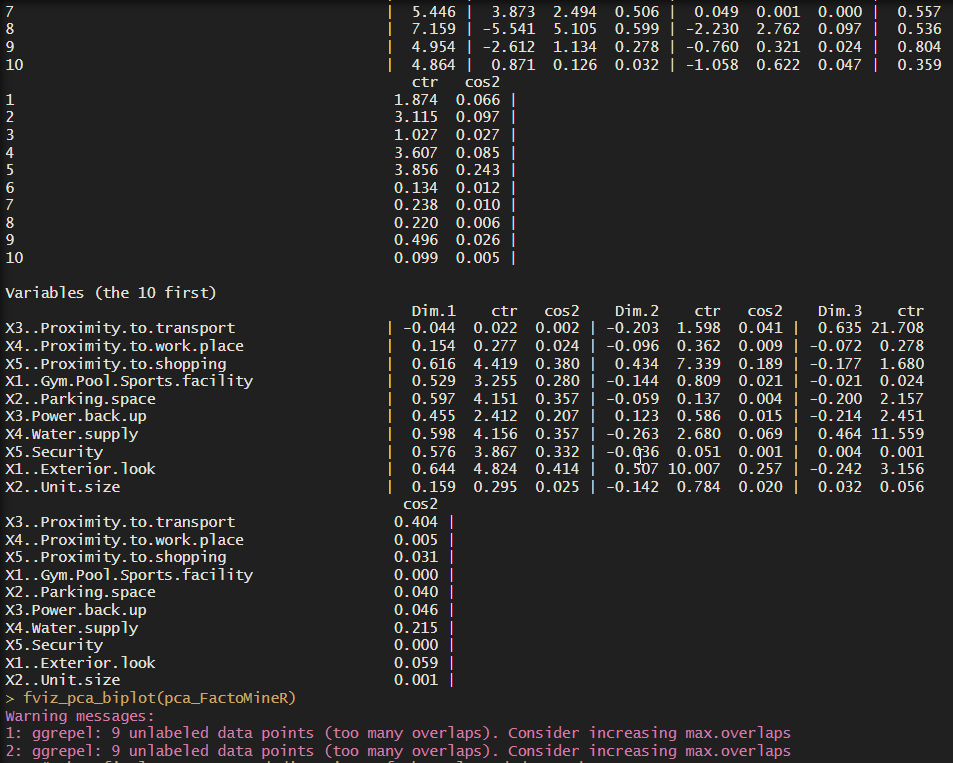 7 | 5.446 | 3.873 2.494 0.506 | 0.049 0.001 0.000 | 0.557
8 | 7.159 | -5.541 5.105 0.599 | -2.230 2.762 0.097 | 0.536
9 | 4.954 | -2.612 1.134 0.278 | -0.760 0.321 0.024 | 0.804
10 | 4.864 | 0.871 0.126 0.032 | -1.058 0.622 0.047 | 0.359
ctr cos2
1 1.874 0.066 |
2 3.115 0.097 |
3 1.027 0.027 |
4 3.607 0.085 |
5 3.856 0.243 |
6 0.134 0.012 |
7 0.238 0.010 |
8 0.220 0.006 |
9 0.496 0.026 |
10 0.099 0.005 |
Variables (the 10 first)
Dim.1 ctr cos2 Dim.2 ctr cos2 Dim.3 ctr
X3..Proximity.to.transport | -0.044 0.022 0.002 | -0.203 1.598 0.041 | 0.635 21.708
X4..Proximity.to.work.place | 0.154 0.277 0.024 | -0.096 0.362 0.009 | -0.072 0.278
X5..Proximity.to.shopping | 0.616 4.419 0.380 | 0.434 7.339 0.189 | -0.177 1.680
X1..Gym.Pool.Sports.facility | 0.529 3.255 0.280 | -0.144 0.809 0.021 | -0.021 0.024
X2..Parking.space | 0.597 4.151 0.357 | -0.059 0.137 0.004 | -0.200 2.157
X3.Power.back.up | 0.455 2.412 0.207 | 0.123 0.586 0.015 | -0.214 2.451
X4.Water.supply | 0.598 4.156 0.357 | -0.263 2.680 0.069 | 0.464 11.559
X5.Security | 0.576 3.867 0.332 | -0.036 0.051 0.001 | 0.004 0.001
X1..Exterior.look | 0.644 4.824 0.414 | 0.507 10.007 0.257 | -0.242 3.156
X2..Unit.size | 0.159 0.295 0.025 | -0.142 0.784 0.020 | 0.032 0.056
cos2
X3..Proximity.to.transport 0.404 |
X4..Proximity.to.work.place 0.005 |
X5..Proximity.to.shopping 0.031 |
X1..Gym.Pool.Sports.facility 0.000 |
X2..Parking.space 0.040 |
X3.Power.back.up 0.046 |
X4.Water.supply 0.215 |
X5.Security 0.000 |
X1..Exterior.look 0.059 |
X2..Unit.size 0.001 |
> fviz_pca_biplot(pca_FactoMineR)
Warning messages:
1: ggrepel: 9 unlabeled data points (too many overlaps). Consider increasing max.overlaps
2: ggrepel: 9 unlabeled data points (too many overlaps). Consider increasing max.overlaps